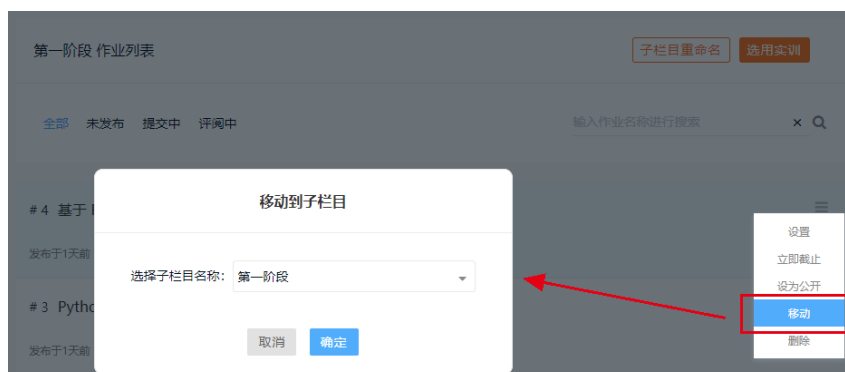 第一阶段 作业列表 子栏目重命名 选用实训
全部 未发布 提交中 评阅中 输入作业名称进行搜索 ×
移动到子栏目
# 4 基于
设置
发布于1天前
立即截止
选择子栏目名称： 第一阶段
设为公开
# 3 Pytho
移动
取消 确定
删除
发布于1天前